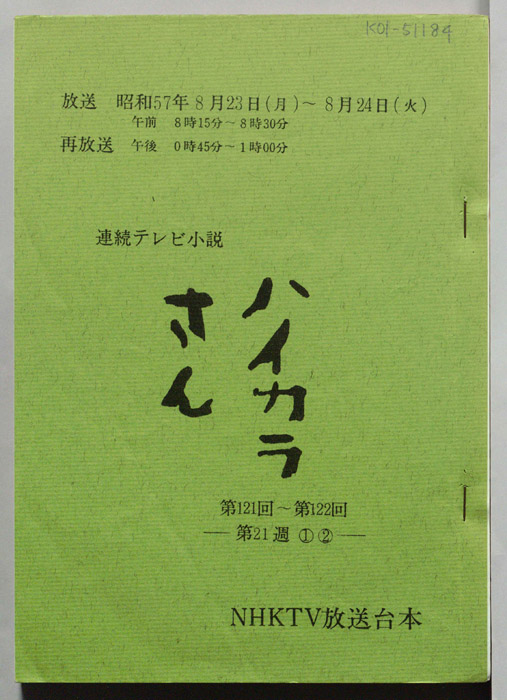 K01-51184
放送 昭和57年8月23日(月)～8月24日(火)
午前 8時15分～8時30分
再放送 午後 0時45分～1時00分
連続テレビ小説
ハイカラ
さん
第121回～第122回
―第21週 ①②―
NHKTV放送台本